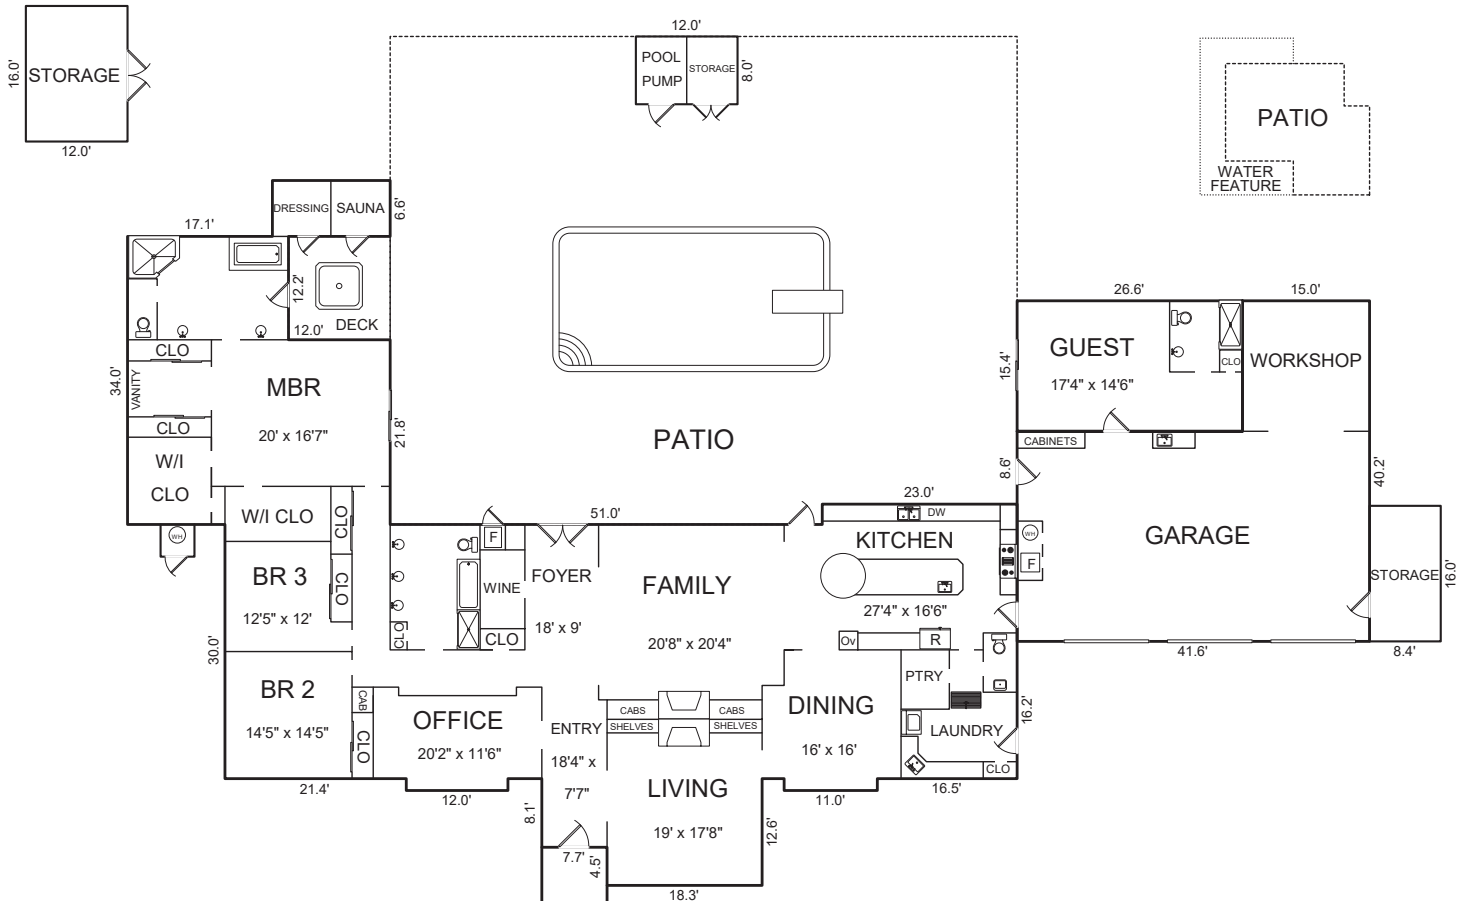 12.0'
POOL
PUMP
STORAGE
8.0'
16.0'
STORAGE
12.0'
PATIO
WATER
FEATURE
DRESSING
SAUNA
6.6'
17.1'
12.2'
12.0'
DECK
26.6'
15.0'
CLO
34.0'
VANITY
MBR
20' x 16'7"
CLO
21.8'
PATIO
15.4'
GUEST
17'4" x 14'6"
CLO
WORKSHOP
W/I
CLO
CABINETS
8.6'
40.2'
W/I CLO
CLO
51.0'
23.0'
DW
WH
F
KITCHEN
WH
F
GARAGE
BR 3
12'5" x 12'
CLO
WINE
FOYER
18' x 9'
FAMILY
20'8" x 20'4"
27'4" x 16'6"
STORAGE
16.0'
CLO
CLO
Ov
R
30.0'
41.6'
8.4'
BR 2
14'5" x 14'5"
CAB
CLO
OFFICE
20'2" x 11'6"
ENTRY
18'4" x
7'7"
CABS
CABS
SHELVES
SHELVES
DINING
16' x 16'
PTRY
LAUNDRY
16.2'
CLO
21.4'
12.0'
8.1'
LIVING
19' x 17'8"
12.6'
11.0'
16.5'
7.7'
4.5'
18.3'